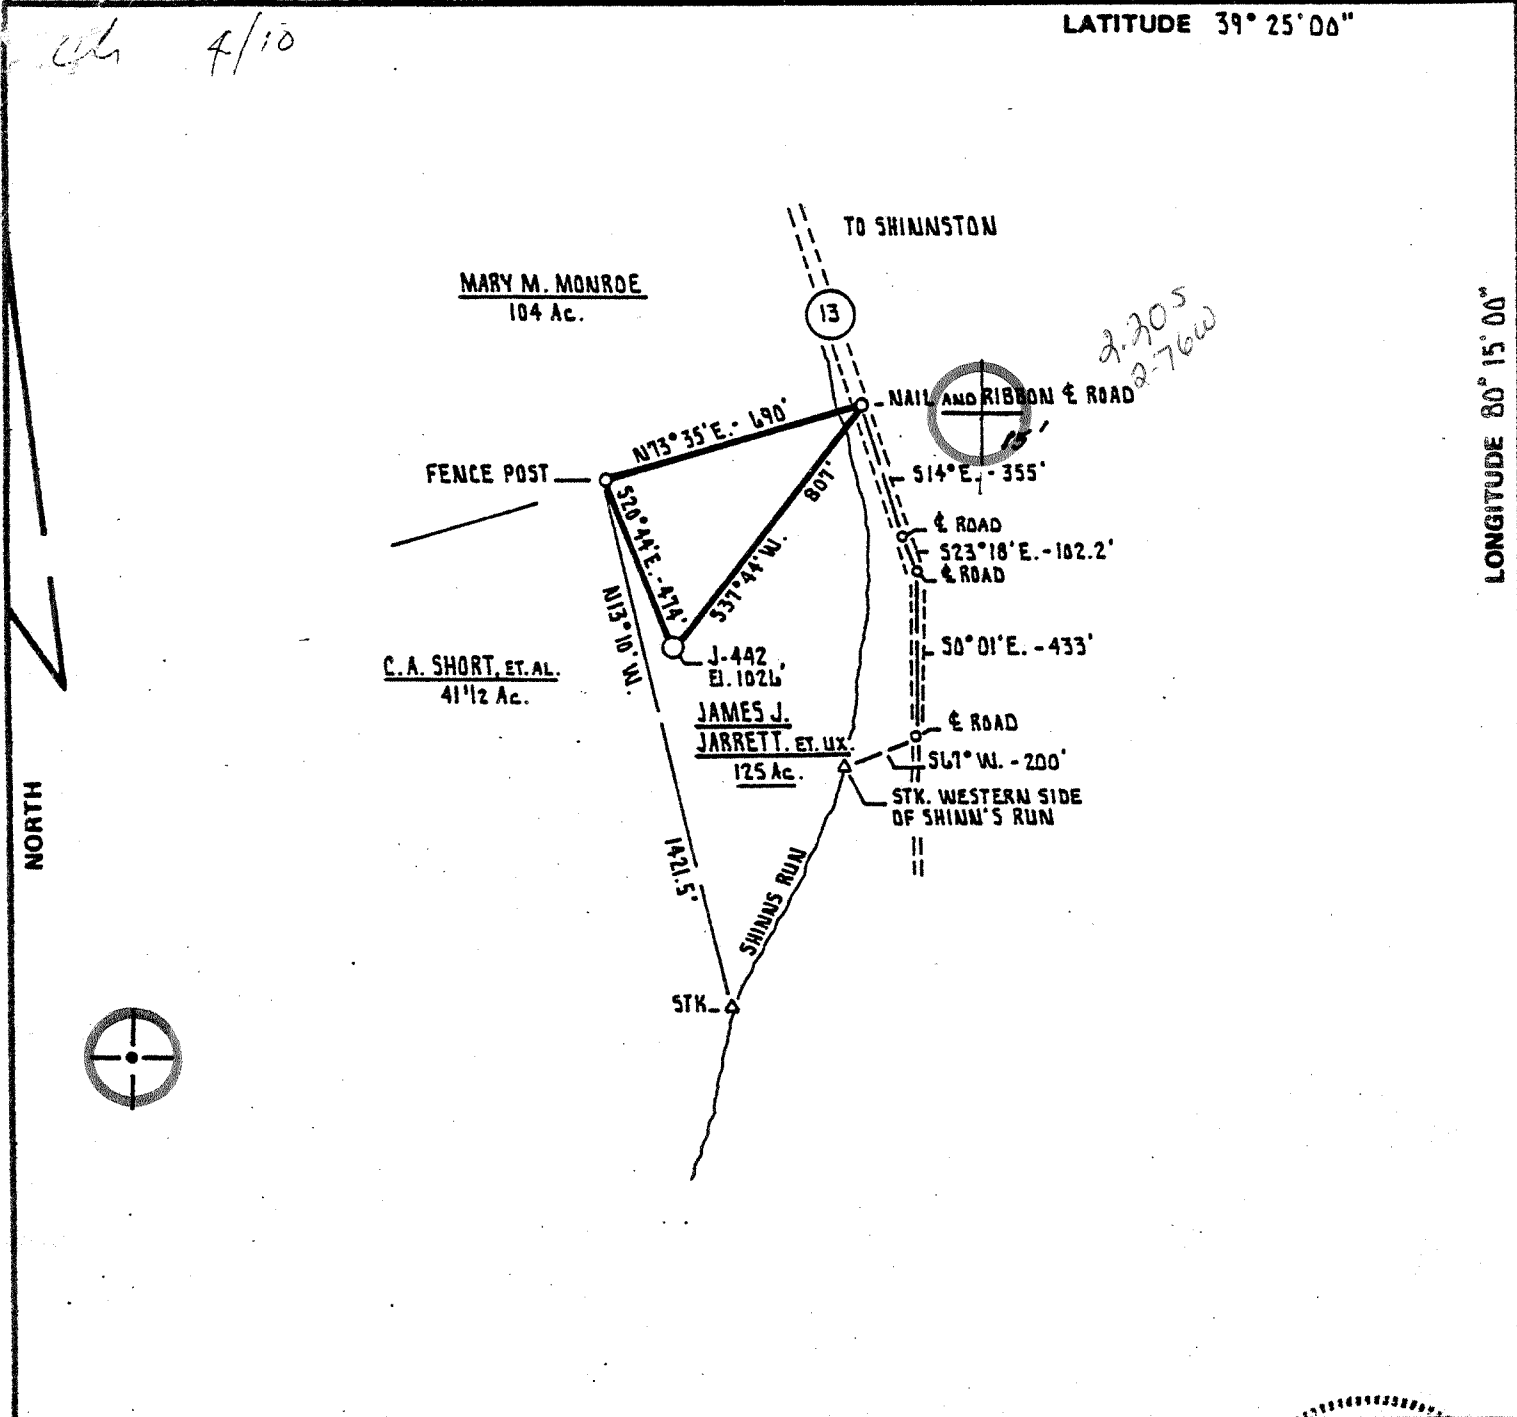 LATITUDE 39° 25' 00"
4/10
TO SHINNSTON
MARY M. MONROE
104 Ac.
13
2.20 S
2.76 W
LONGITUDE 80° 15' 00"
NAIL AND RIBBON ℄ ROAD
15'
N73° 35' E. - 690'
FENCE POST
S14° E. - 355'
807'
S37° 44' W.
S20° 44' E. - 474'
℄ ROAD
S23° 18' E. - 102.2'
℄ ROAD
N13° 10' W.
1421.5'
S0° 01' E. - 433'
J-442
El. 1026'
C.A. SHORT, ET. AL.
41 1/2 Ac.
JAMES J.
JARRETT. ET. UX.
125 Ac.
℄ ROAD
S67° W. - 200'
STK. WESTERN SIDE
OF SHINN'S RUN
NORTH
SHINNS RUN
STK